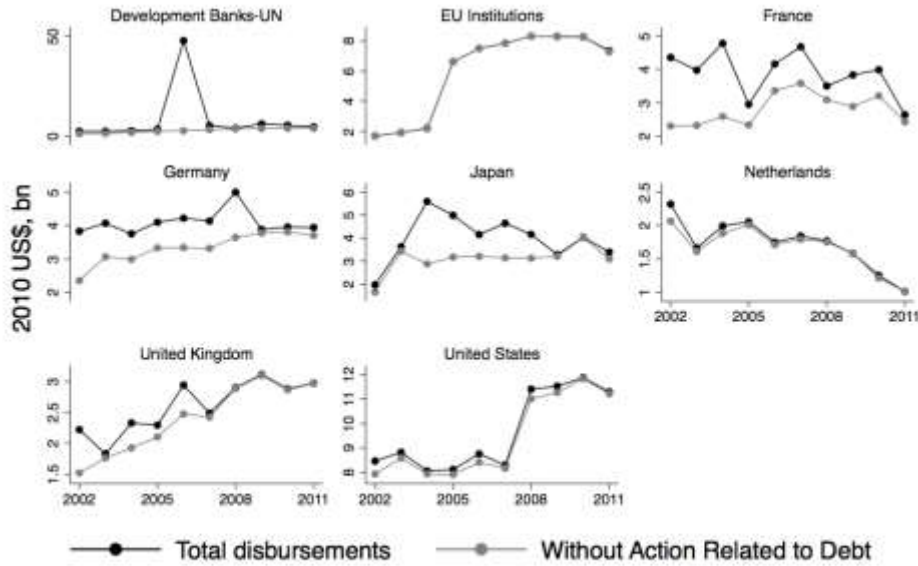 Development Banks-UN
EU Institutions
France
50
0
8
6
4
2
5
4
3
2
Germany
Japan
Netherlands
5
4
3
2
6
5
4
3
2
2.5
2
1.5
1
2002 2005 2008 2011
2010 US$, bn
United Kingdom
United States
3
2.5
2
1.5
12
11
10
9
8
2002 2005 2008 2011
2002 2005 2008 2011
Total disbursements
Without Action Related to Debt